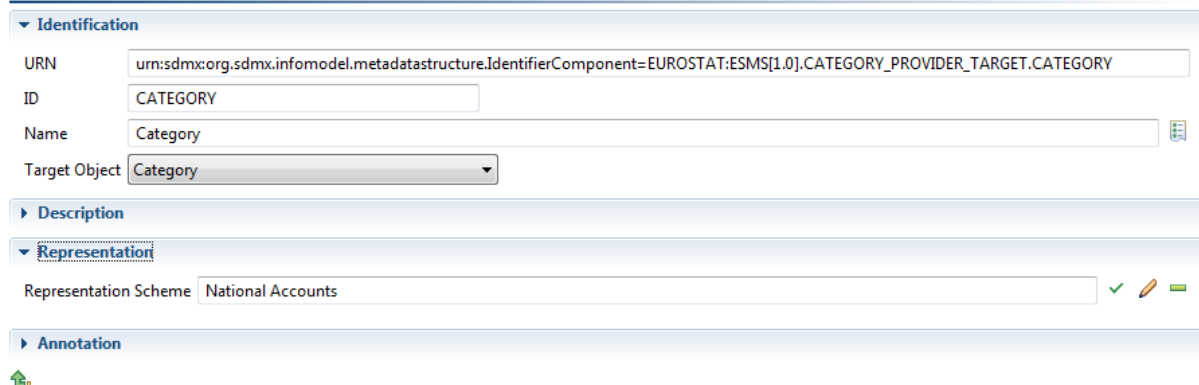 Identification
URN urn:sdmx:org.sdmx.infomodel.metadatastructure.IdentifierComponent=EUROSTAT:ESMS[1.0].CATEGORY_PROVIDER_TARGET.CATEGORY
ID CATEGORY
Name Category
Target Object Category
Description
Representation
Representation Scheme National Accounts
Annotation